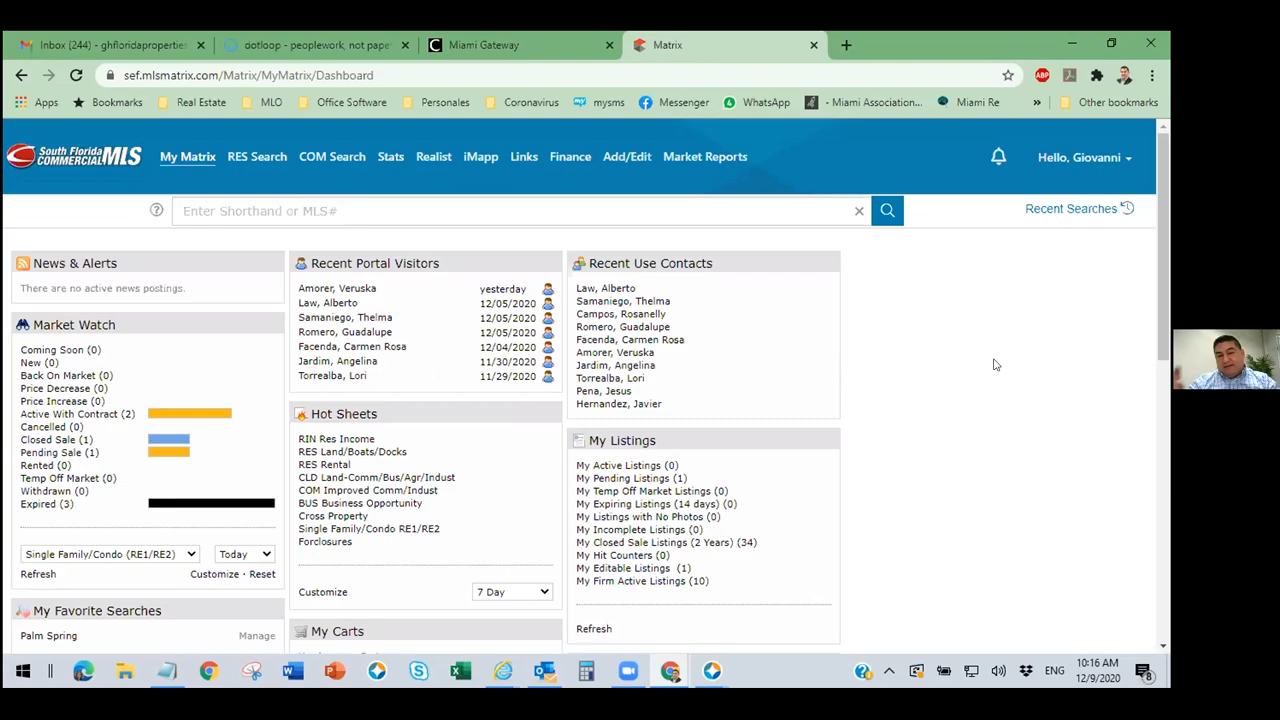 Inbox (244) - ghfloridaproperties
dotloop - peoplework, not pape
Miami Gateway
Matrix
sef.mlsmatrix.com/Matrix/MyMatrix/Dashboard
ABP
Apps
Bookmarks
Real Estate
MLO
Office Software
Personales
Coronavirus
mysms
Messenger
WhatsApp
- Miami Association...
Miami Re
»
Other bookmarks
South Florida
COMMERCIAL MLS
My Matrix
RES Search
COM Search
Stats
Realist
iMapp
Links
Finance
Add/Edit
Market Reports
Hello, Giovanni
Enter Shorthand or MLS#
Recent Searches
News & Alerts
There are no active news postings.
Market Watch
Coming Soon (0)
New (0)
Back On Market (0)
Price Decrease (0)
Price Increase (0)
Active With Contract (2)
Cancelled (0)
Closed Sale (1)
Pending Sale (1)
Rented (0)
Temp Off Market (0)
Withdrawn (0)
Expired (3)
Single Family/Condo (RE1/RE2)
Today
Refresh
Customize · Reset
My Favorite Searches
Palm Spring
Manage
Recent Portal Visitors
Amorer, Veruska yesterday
Law, Alberto 12/05/2020
Samaniego, Thelma 12/05/2020
Romero, Guadalupe 12/05/2020
Facenda, Carmen Rosa 12/04/2020
Jardim, Angelina 11/30/2020
Torrealba, Lori 11/29/2020
Hot Sheets
RIN Res Income
RES Land/Boats/Docks
RES Rental
CLD Land-Comm/Bus/Agr/Indust
COM Improved Comm/Indust
BUS Business Opportunity
Cross Property
Single Family/Condo RE1/RE2
Forclosures
Customize
7 Day
My Carts
Recent Use Contacts
Law, Alberto
Samaniego, Thelma
Campos, Rosanelly
Romero, Guadalupe
Facenda, Carmen Rosa
Amorer, Veruska
Jardim, Angelina
Torrealba, Lori
Pena, Jesus
Hernandez, Javier
My Listings
My Active Listings (0)
My Pending Listings (1)
My Temp Off Market Listings (0)
My Expiring Listings (14 days) (0)
My Listings with No Photos (0)
My Incomplete Listings (0)
My Closed Sale Listings (2 Years) (34)
My Hit Counters (0)
My Editable Listings (1)
My Firm Active Listings (10)
Refresh
ENG
10:16 AM
12/9/2020
8